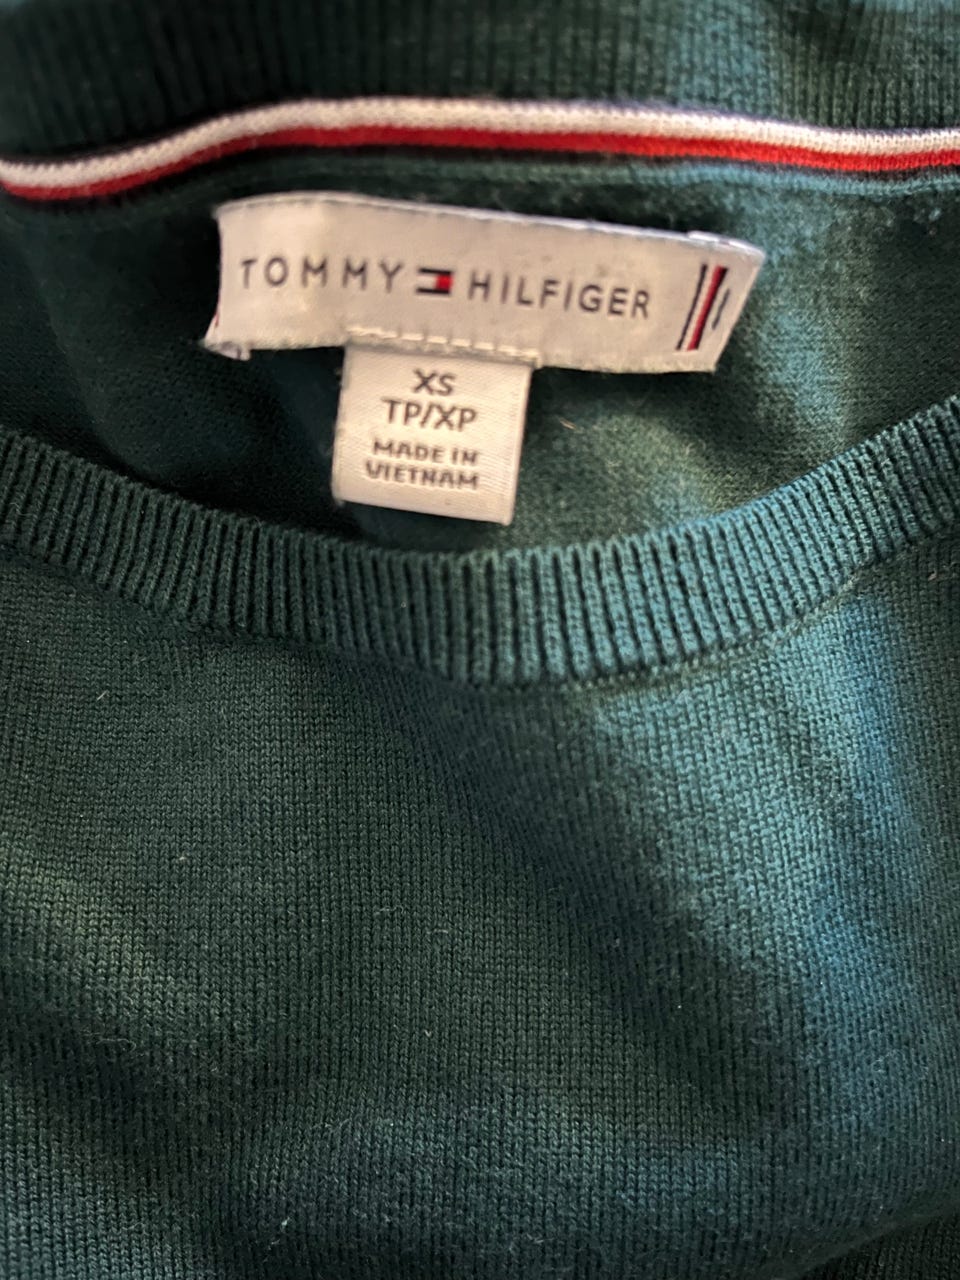 TOMMY HILFIGER
XS
TP/XP
MADE IN
VIETNAM